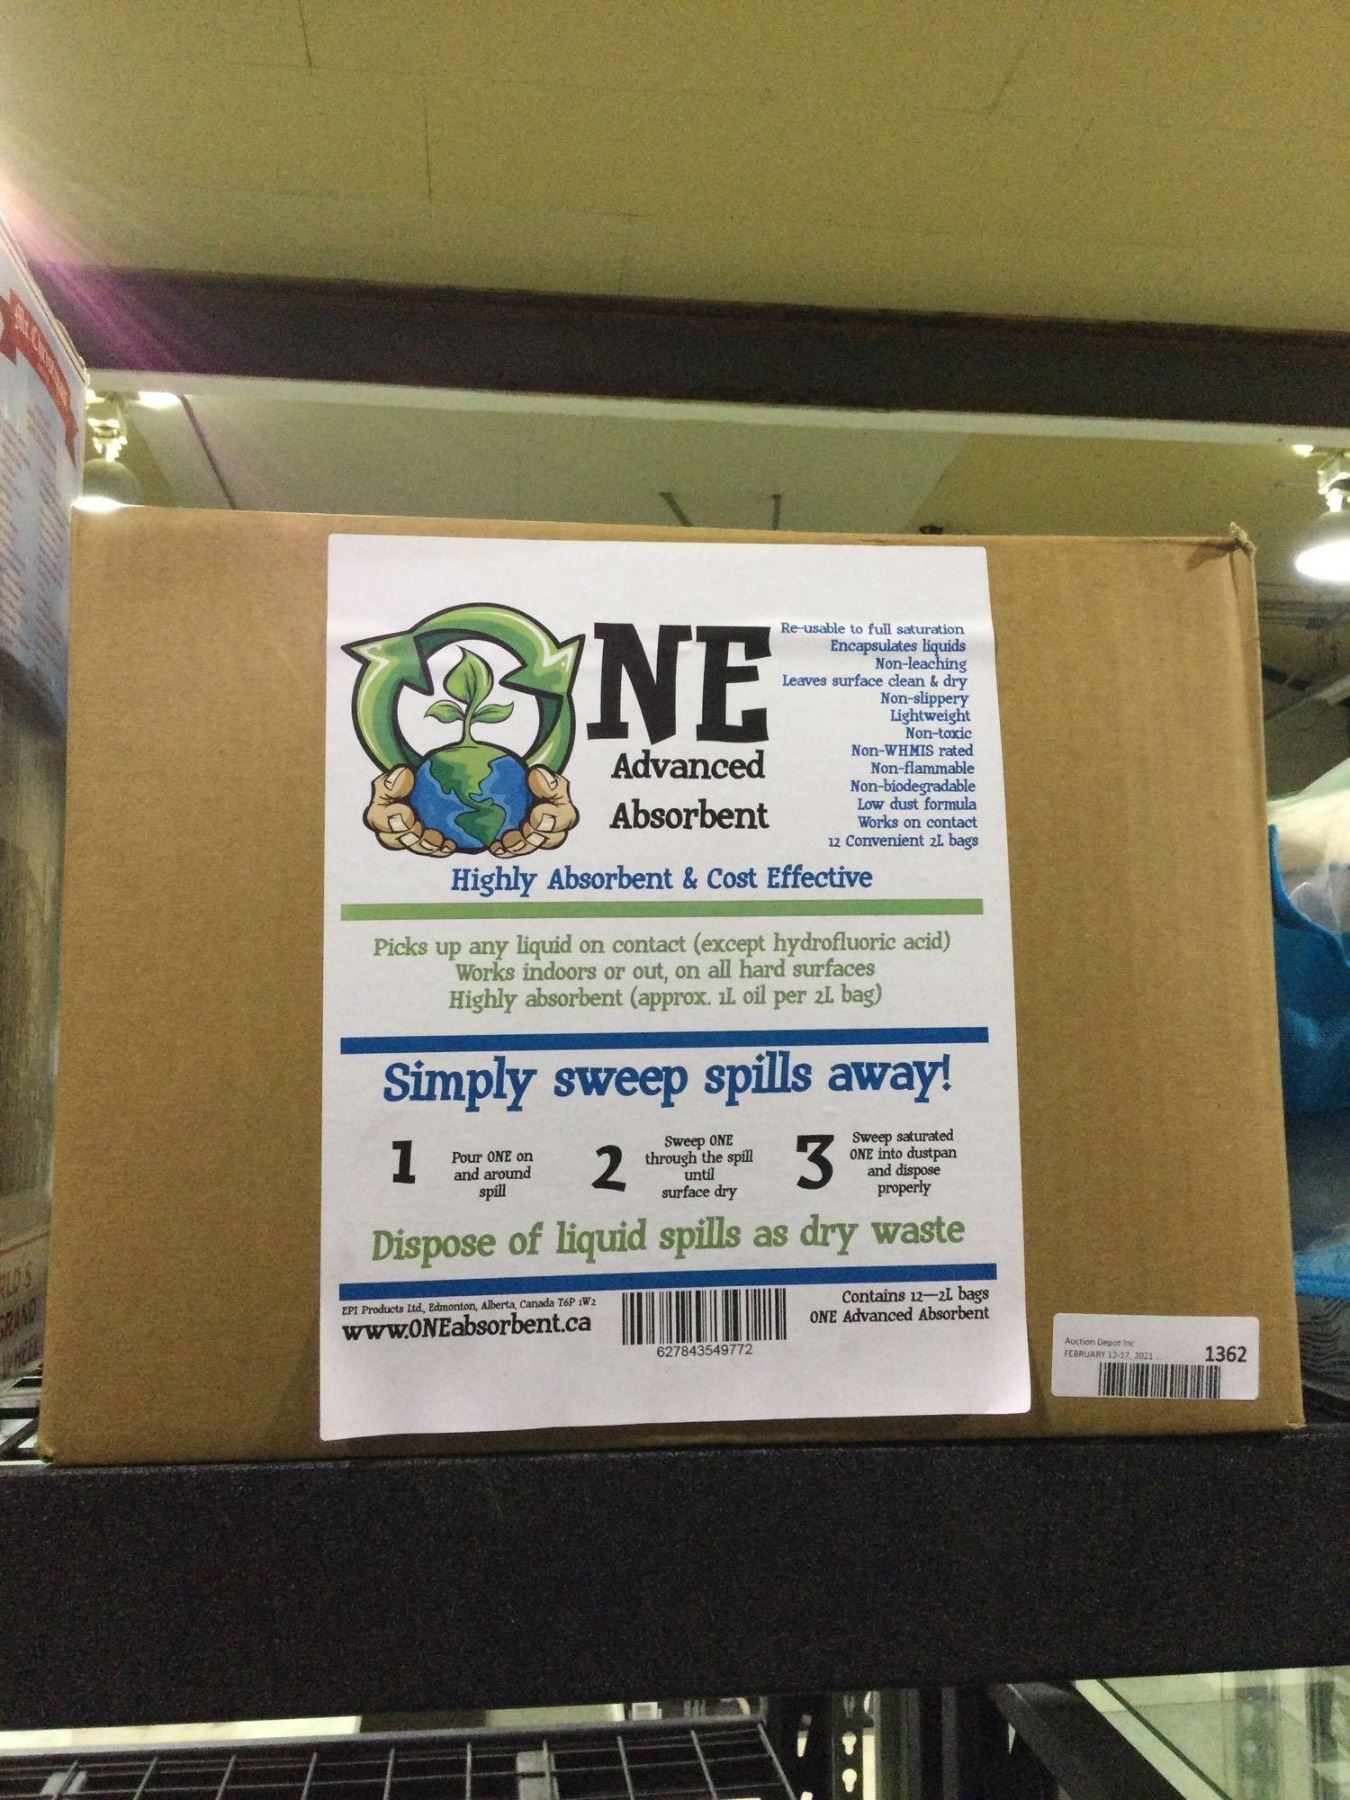 NE
Advanced
Absorbent
Re-usable to full saturation
Encapsulates liquids
Non-leaching
Leaves surface clean & dry
Non-slippery
Lightweight
Non-toxic
Non-WHMIS rated
Non-flammable
Non-biodegradable
Low dust formula
Works on contact
12 Convenient 2L bags
Highly Absorbent & Cost Effective
Picks up any liquid on contact (except hydrofluoric acid)
Works indoors or out, on all hard surfaces
Highly absorbent (approx. 1L oil per 2L bag)
Simply sweep spills away!
1
Pour ONE on
and around
spill
2
Sweep ONE
through the spill
until
surface dry
3
Sweep saturated
ONE into dustpan
and dispose
properly
Dispose of liquid spills as dry waste
EPI Products Ltd., Edmonton, Alberta, Canada T6P 1W2
www.ONEabsorbent.ca
627843549772
Contains 12—2L bags
ONE Advanced Absorbent
Auction Depot Inc
FEBRUARY 12-17, 2021
1362